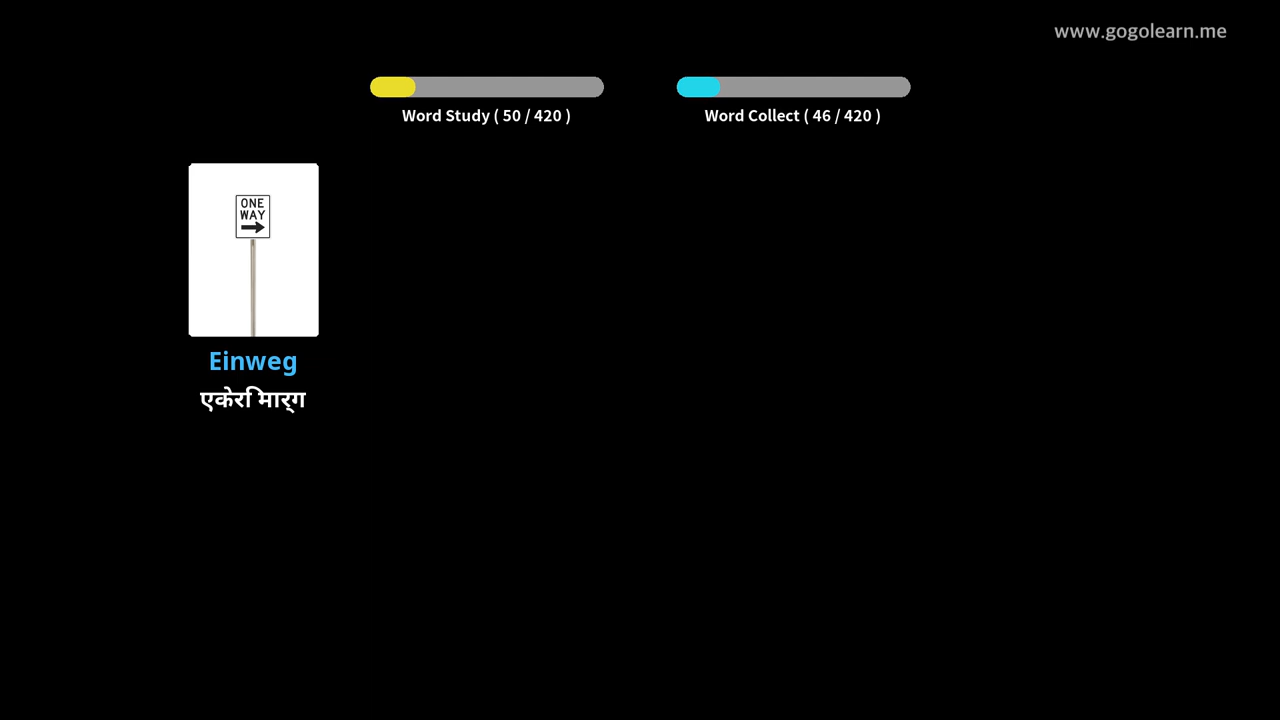 www.gogolearn.me
Word Study ( 50 / 420 )
Word Collect ( 46 / 420 )
ONE
WAY
Einweg
एकेरी मार्ग